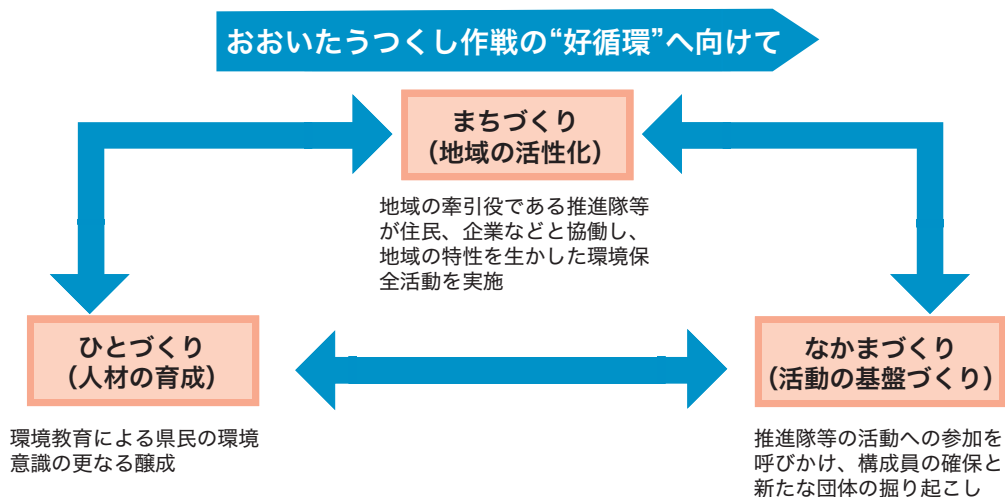 おおいたうつくし作戦の“好循環”へ向けて
まちづくり
（地域の活性化）
地域の牽引役である推進隊等
が住民、企業などと協働し、
地域の特性を生かした環境保
全活動を実施
ひとづくり
（人材の育成）
環境教育による県民の環境
意識の更なる醸成
なかまづくり
（活動の基盤づくり）
推進隊等の活動への参加を
呼びかけ、構成員の確保と
新たな団体の掘り起こし